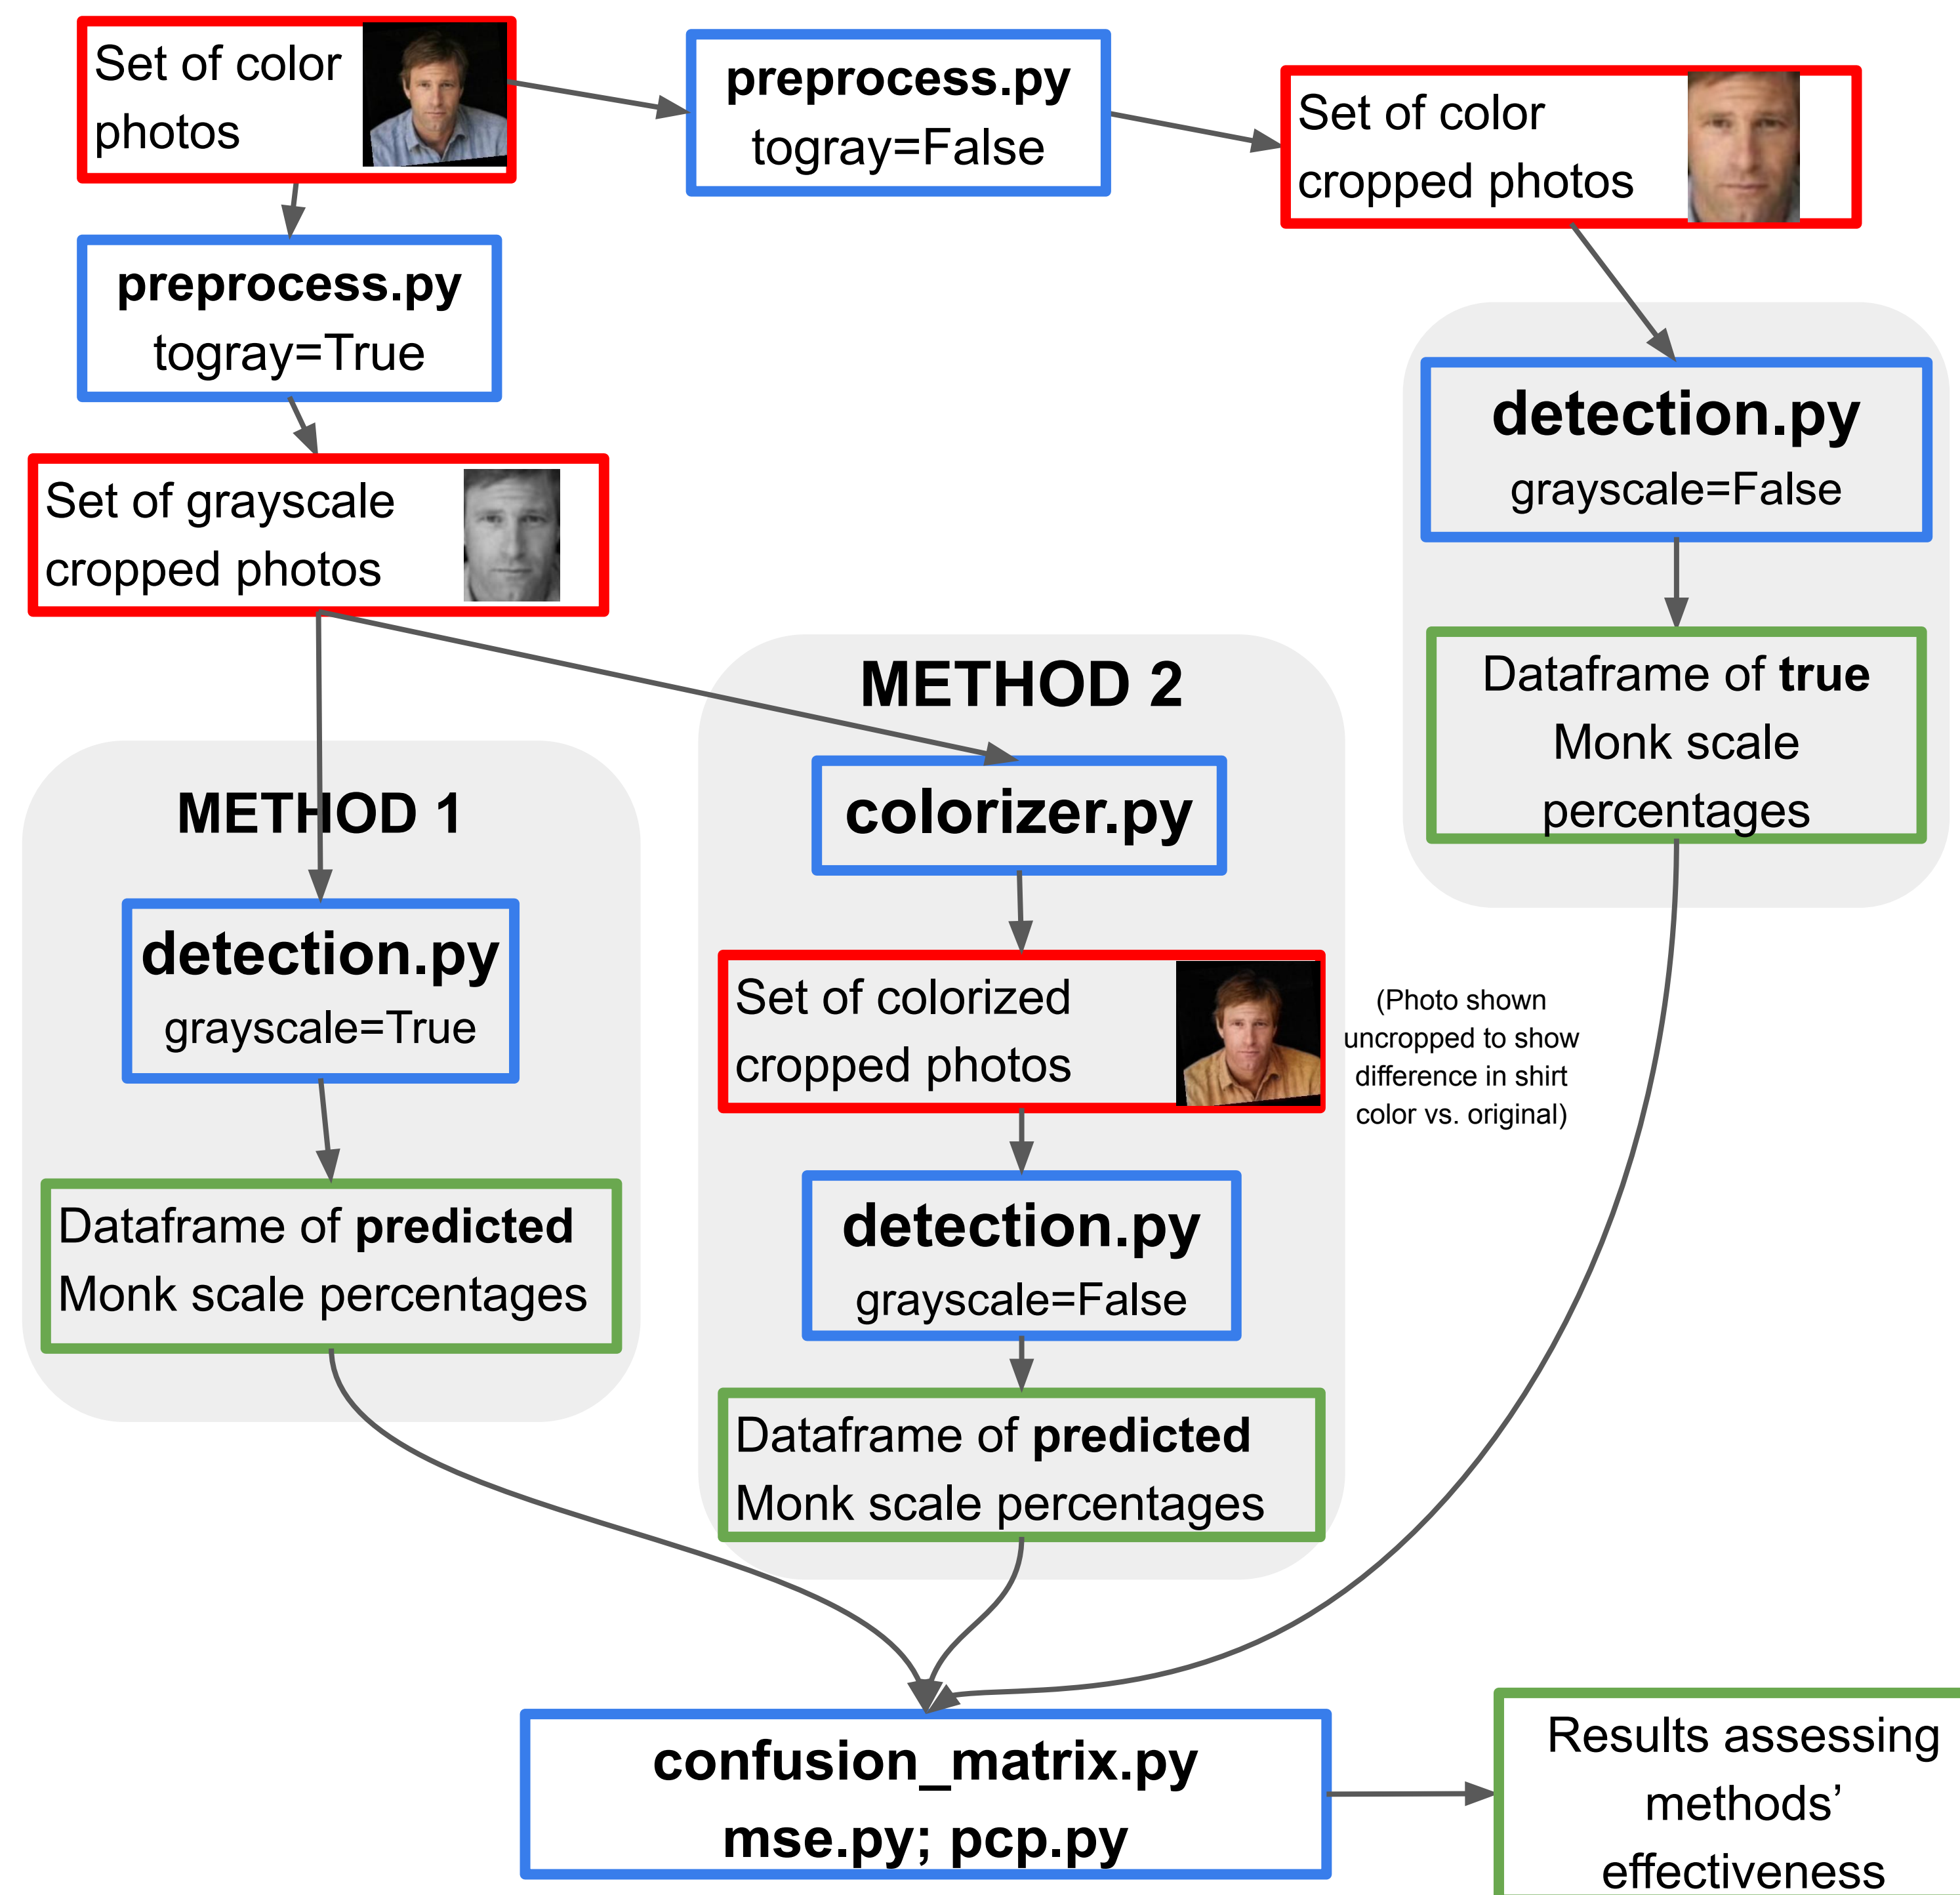 Set of color
photos
preprocess.py
togray=False
Set of color
cropped photos
preprocess.py
togray=True
Set of grayscale
cropped photos
detection.py
grayscale=False
Dataframe of true
Monk scale
percentages
METHOD 1
detection.py
grayscale=True
Dataframe of predicted
Monk scale percentages
METHOD 2
colorizer.py
Set of colorized
cropped photos
(Photo shown
uncropped to show
difference in shirt
color vs. original)
detection.py
grayscale=False
Dataframe of predicted
Monk scale percentages
confusion_matrix.py
mse.py; pcp.py
Results assessing
methods’
effectiveness